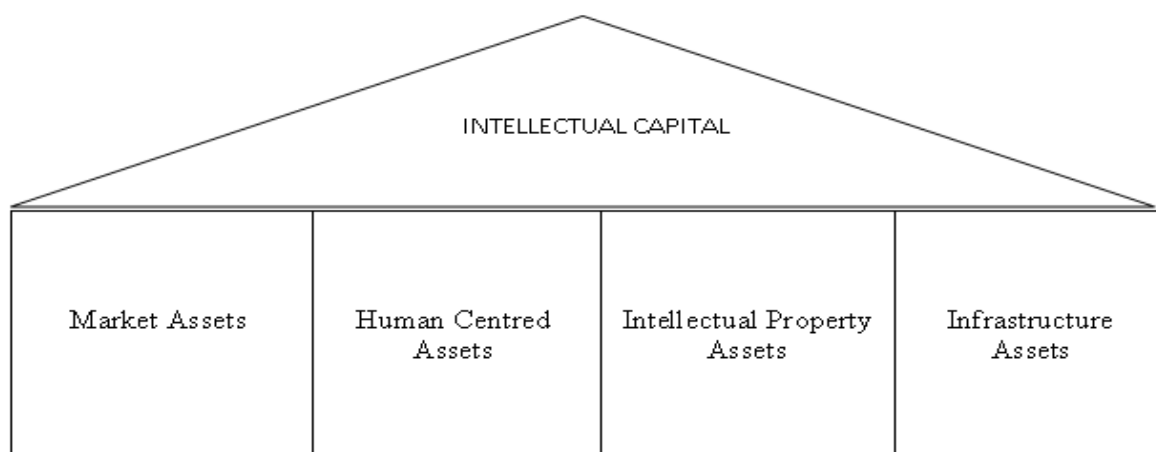 INTELLECTUAL CAPITAL
Market Assets
Human Centred
Assets
Intellectual Property
Assets
Infrastructure
Assets